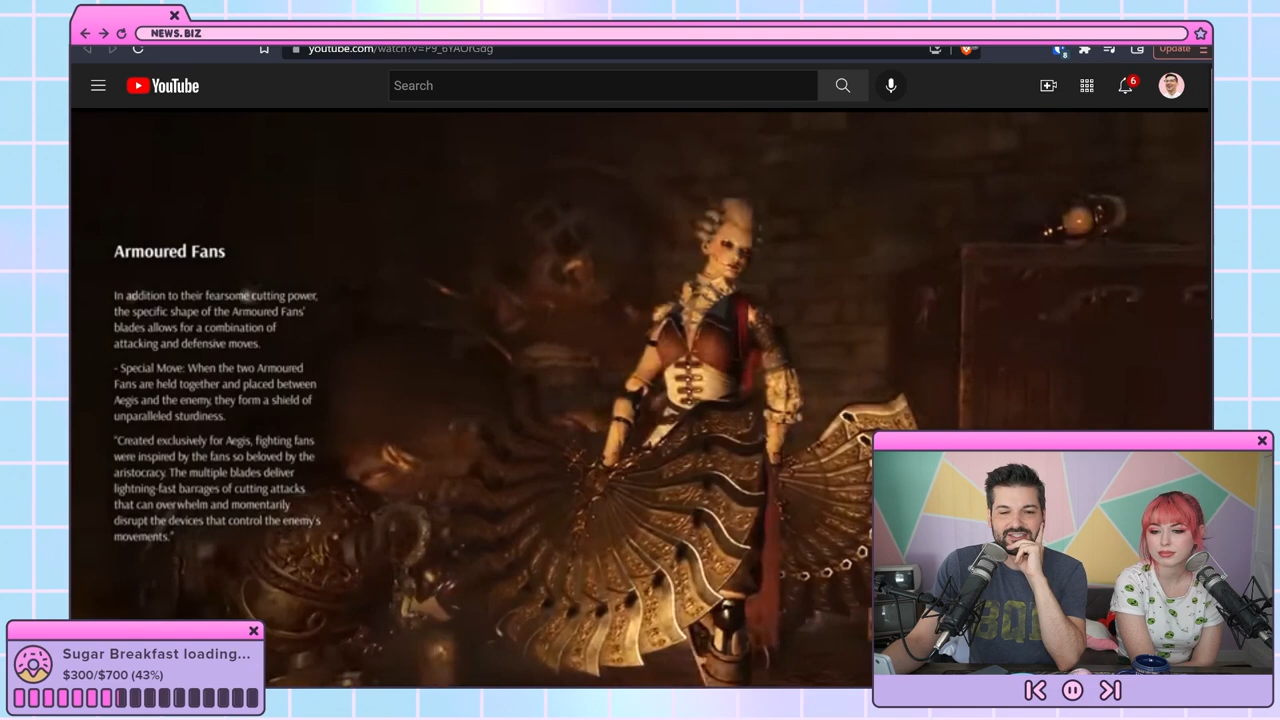 NEWS.BIZ
youtube.com/watch?v=P9_6YAOrGdg
Update
8
YouTube
Search
6
Armoured Fans
In addition to their fearsome cutting power,
the specific shape of the Armoured Fans'
blades allows for a combination of
attacking and defensive moves.
- Special Move: When the two Armoured
Fans are held together and placed between
Aegis and the enemy, they form a shield of
unparalleled sturdiness.
"Created exclusively for Aegis, fighting fans
were inspired by the fans so beloved by the
aristocracy. The multiple blades deliver
lightning-fast barrages of cutting attacks
that can overwhelm and momentarily
disrupt the devices that control the enemy's
movements."
Sugar Breakfast loading...
$300/$700 (43%)